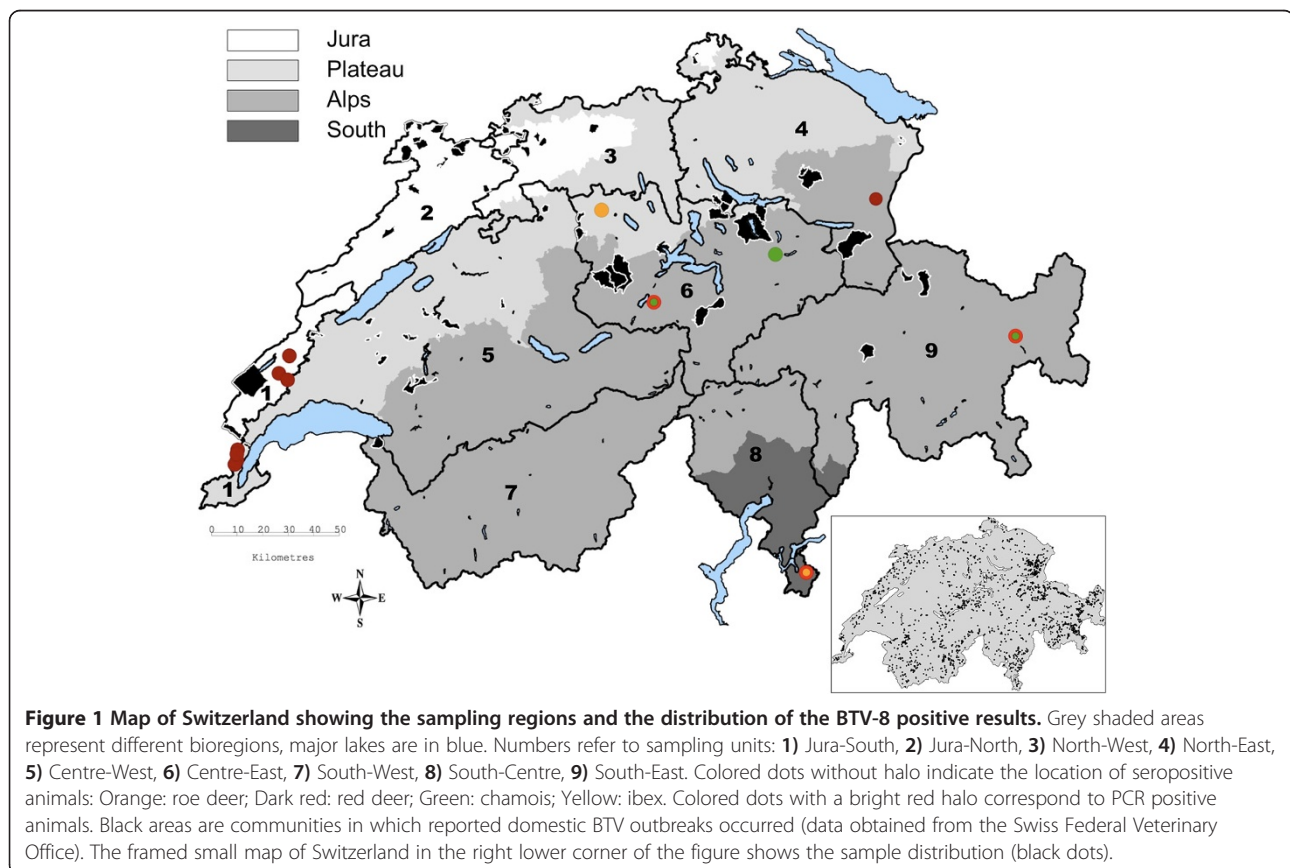 Jura
Plateau
Alps
South
4
3
2
6
5
9
1
8
1
7
0 10 20 30 40 50
Kilometres
N
W E
S
Figure 1 Map of Switzerland showing the sampling regions and the distribution of the BTV-8 positive results. Grey shaded areas
represent different bioregions, major lakes are in blue. Numbers refer to sampling units: 1) Jura-South, 2) Jura-North, 3) North-West, 4) North-East,
5) Centre-West, 6) Centre-East, 7) South-West, 8) South-Centre, 9) South-East. Colored dots without halo indicate the location of seropositive
animals: Orange: roe deer; Dark red: red deer; Green: chamois; Yellow: ibex. Colored dots with a bright red halo correspond to PCR positive
animals. Black areas are communities in which reported domestic BTV outbreaks occurred (data obtained from the Swiss Federal Veterinary
Office). The framed small map of Switzerland in the right lower corner of the figure shows the sample distribution (black dots).